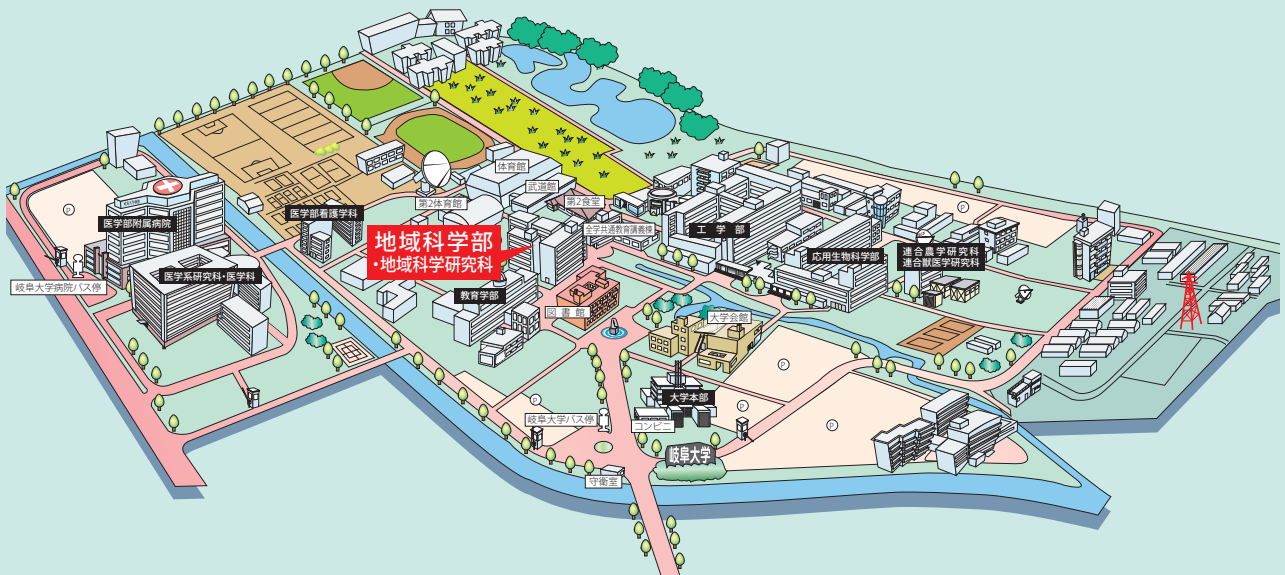 体育館
武道館
第2体育館
第2食堂
全学共通教育講義棟
医学部附属病院
医学部看護学科
地域科学部
・地域科学研究科
工学部
応用生物科学部
連合農学研究科
連合獣医学研究科
医学系研究科・医学科
岐阜大学病院バス停
教育学部
図書館
大学会館
大学本部
岐阜大学バス停
コンビニ
岐阜大学
守衛室
P
P
P
P
P
P